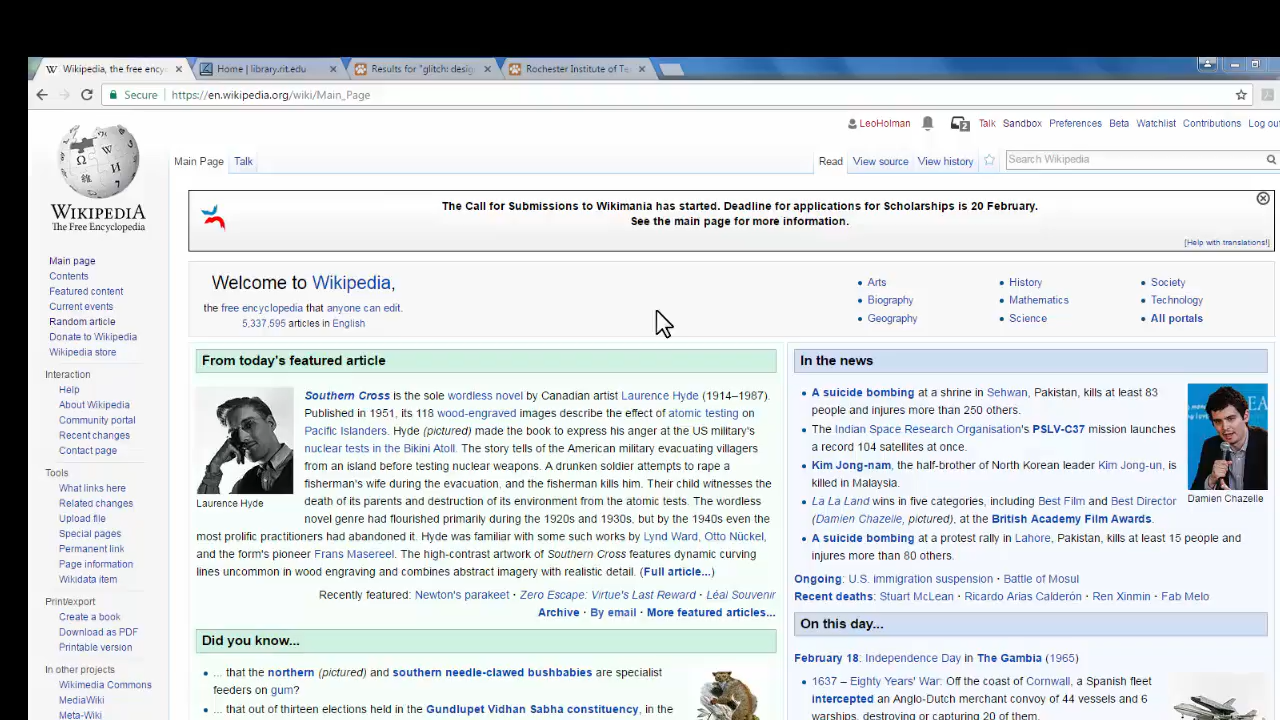 Wikipedia, the free ency
Home | library.rit.edu
Results for "glitch: desig
Rochester Institute of Te
Secure
https://en.wikipedia.org/wiki/Main_Page
LeoHolman
2
Talk
Sandbox
Preferences
Beta
Watchlist
Contributions
Log out
Main Page
Talk
Read
View source
View history
Search Wikipedia
WIKIPEDIA
The Free Encyclopedia
The Call for Submissions to Wikimania has started. Deadline for applications for Scholarships is 20 February.
See the main page for more information.
[Help with translations!]
Main page
Contents
Featured content
Current events
Random article
Donate to Wikipedia
Wikipedia store
Interaction
Help
About Wikipedia
Community portal
Recent changes
Contact page
Tools
What links here
Related changes
Upload file
Special pages
Permanent link
Page information
Wikidata item
Print/export
Create a book
Download as PDF
Printable version
In other projects
Wikimedia Commons
MediaWiki
Meta-Wiki
Welcome to Wikipedia,
the free encyclopedia that anyone can edit.
5,337,595 articles in English
Arts
Biography
Geography
History
Mathematics
Science
Society
Technology
All portals
From today's featured article
Laurence Hyde
Southern Cross is the sole wordless novel by Canadian artist Laurence Hyde (1914–1987).
Published in 1951, its 118 wood-engraved images describe the effect of atomic testing on
Pacific Islanders. Hyde (pictured) made the book to express his anger at the US military's
nuclear tests in the Bikini Atoll. The story tells of the American military evacuating villagers
from an island before testing nuclear weapons. A drunken soldier attempts to rape a
fisherman's wife during the evacuation, and the fisherman kills him. Their child witnesses the
death of its parents and destruction of its environment from the atomic tests. The wordless
novel genre had flourished primarily during the 1920s and 1930s, but by the 1940s even the
most prolific practitioners had abandoned it. Hyde was familiar with some such works by Lynd Ward, Otto Nückel,
and the form's pioneer Frans Masereel. The high-contrast artwork of Southern Cross features dynamic curving
lines uncommon in wood engraving and combines abstract imagery with realistic detail. (Full article...)
Recently featured: Newton's parakeet · Zero Escape: Virtue's Last Reward · Léal Souvenir
Archive · By email · More featured articles...
Did you know...
... that the northern (pictured) and southern needle-clawed bushbabies are specialist
feeders on gum?
... that out of thirteen elections held in the Gundlupet Vidhan Sabha constituency, in the
In the news
A suicide bombing at a shrine in Sehwan, Pakistan, kills at least 83
people and injures more than 250 others.
The Indian Space Research Organisation's PSLV-C37 mission launches
a record 104 satellites at once.
Kim Jong-nam, the half-brother of North Korean leader Kim Jong-un, is
killed in Malaysia.
La La Land wins in five categories, including Best Film and Best Director
(Damien Chazelle, pictured), at the British Academy Film Awards.
A suicide bombing at a protest rally in Lahore, Pakistan, kills at least 15 people and
injures more than 80 others.
Damien Chazelle
Ongoing: U.S. immigration suspension · Battle of Mosul
Recent deaths: Stuart McLean · Ricardo Arias Calderón · Ren Xinmin · Fab Melo
On this day...
February 18: Independence Day in The Gambia (1965)
1637 – Eighty Years' War: Off the coast of Cornwall, a Spanish fleet
intercepted an Anglo-Dutch merchant convoy of 44 vessels and 6
warships, destroying or capturing 20 of them.